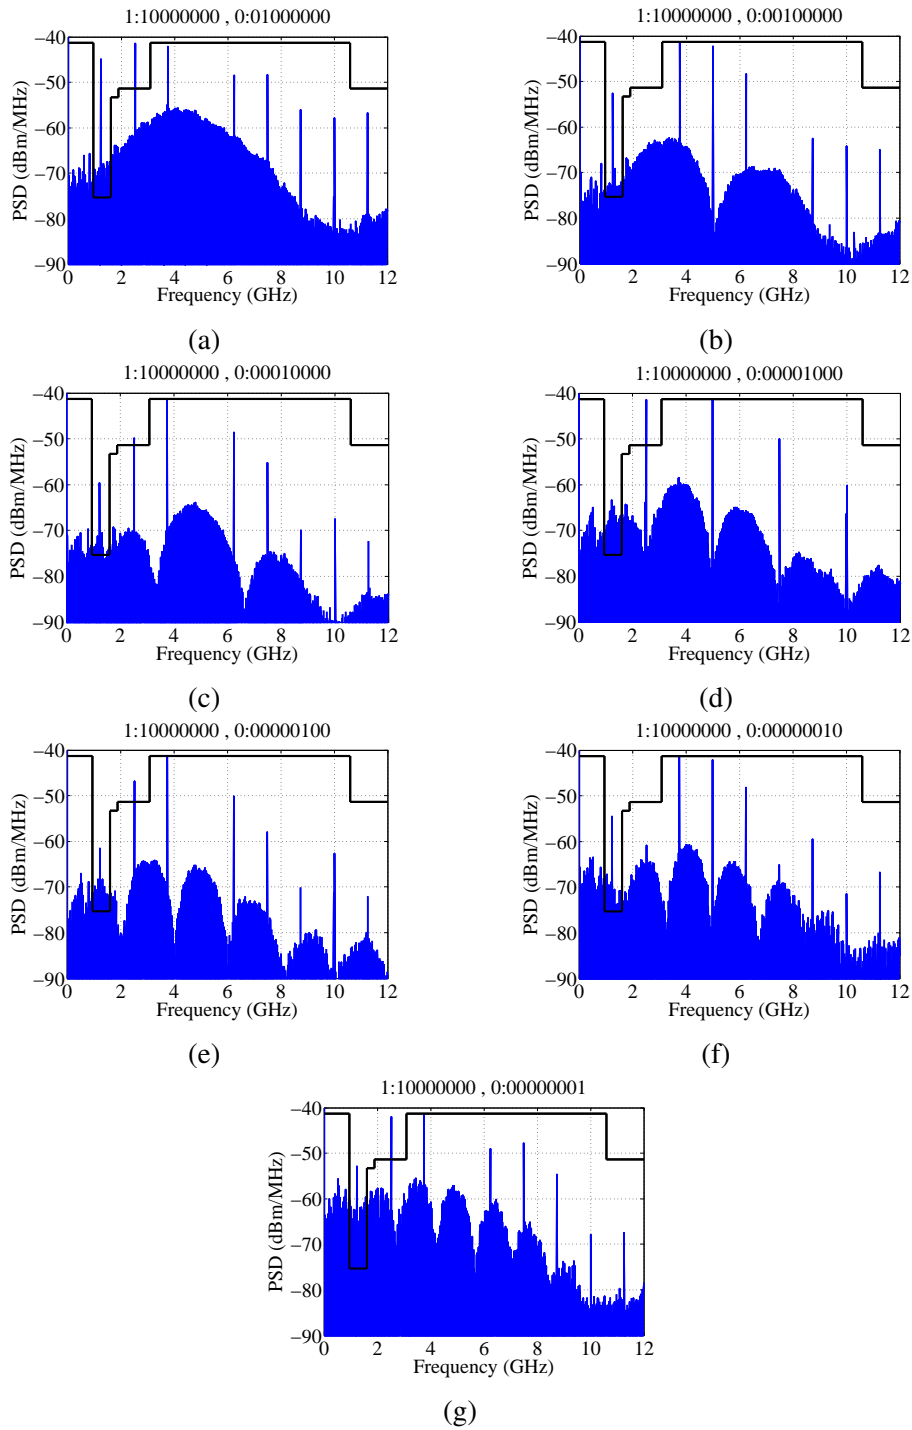 1:10000000 , 0:01000000
−40
−50
−60
−70
−80
−90
PSD (dBm/MHz)
0 2 4 6 8 10 12
Frequency (GHz)
(a)
1:10000000 , 0:00100000
−40
−50
−60
−70
−80
−90
PSD (dBm/MHz)
0 2 4 6 8 10 12
Frequency (GHz)
(b)
1:10000000 , 0:00010000
−40
−50
−60
−70
−80
−90
PSD (dBm/MHz)
0 2 4 6 8 10 12
Frequency (GHz)
(c)
1:10000000 , 0:00001000
−40
−50
−60
−70
−80
−90
PSD (dBm/MHz)
0 2 4 6 8 10 12
Frequency (GHz)
(d)
1:10000000 , 0:00000100
−40
−50
−60
−70
−80
−90
PSD (dBm/MHz)
0 2 4 6 8 10 12
Frequency (GHz)
(e)
1:10000000 , 0:00000010
−40
−50
−60
−70
−80
−90
PSD (dBm/MHz)
0 2 4 6 8 10 12
Frequency (GHz)
(f)
1:10000000 , 0:00000001
−40
−50
−60
−70
−80
−90
PSD (dBm/MHz)
0 2 4 6 8 10 12
Frequency (GHz)
(g)